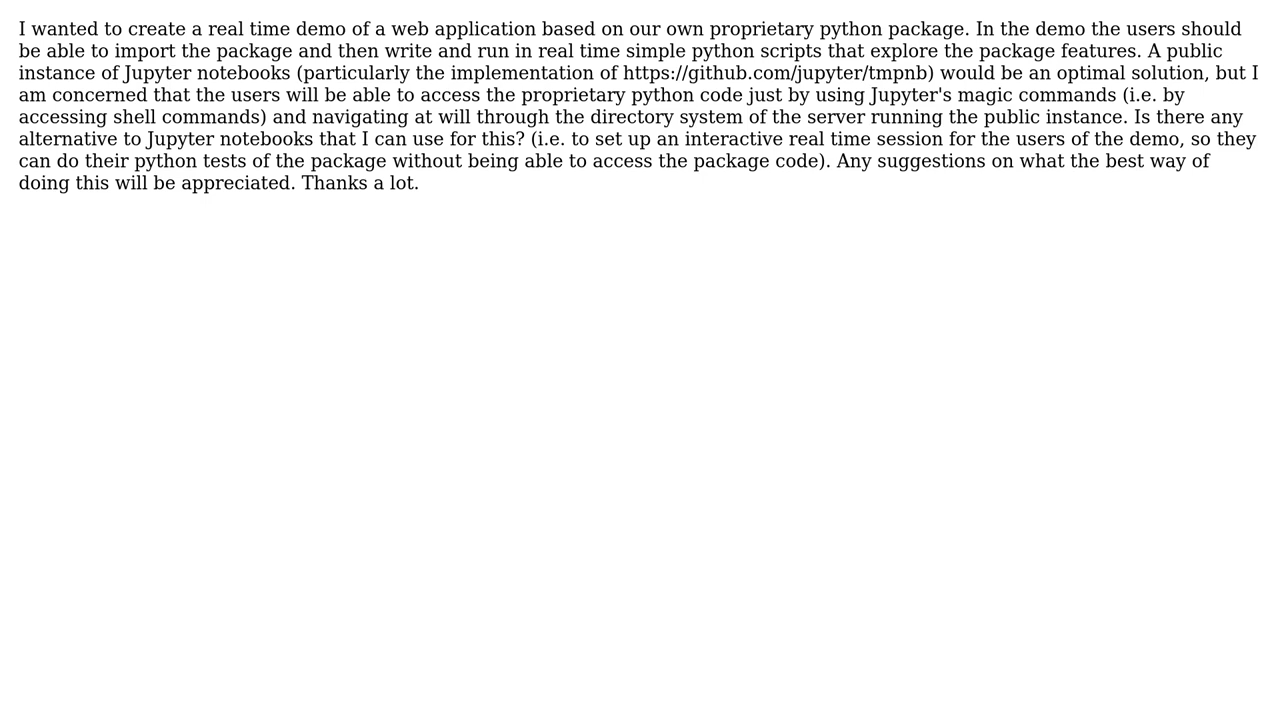 I wanted to create a real time demo of a web application based on our own proprietary python package. In the demo the users should
be able to import the package and then write and run in real time simple python scripts that explore the package features. A public
instance of Jupyter notebooks (particularly the implementation of https://github.com/jupyter/tmpnb) would be an optimal solution, but I
am concerned that the users will be able to access the proprietary python code just by using Jupyter's magic commands (i.e. by
accessing shell commands) and navigating at will through the directory system of the server running the public instance. Is there any
alternative to Jupyter notebooks that I can use for this? (i.e. to set up an interactive real time session for the users of the demo, so they
can do their python tests of the package without being able to access the package code). Any suggestions on what the best way of
doing this will be appreciated. Thanks a lot.